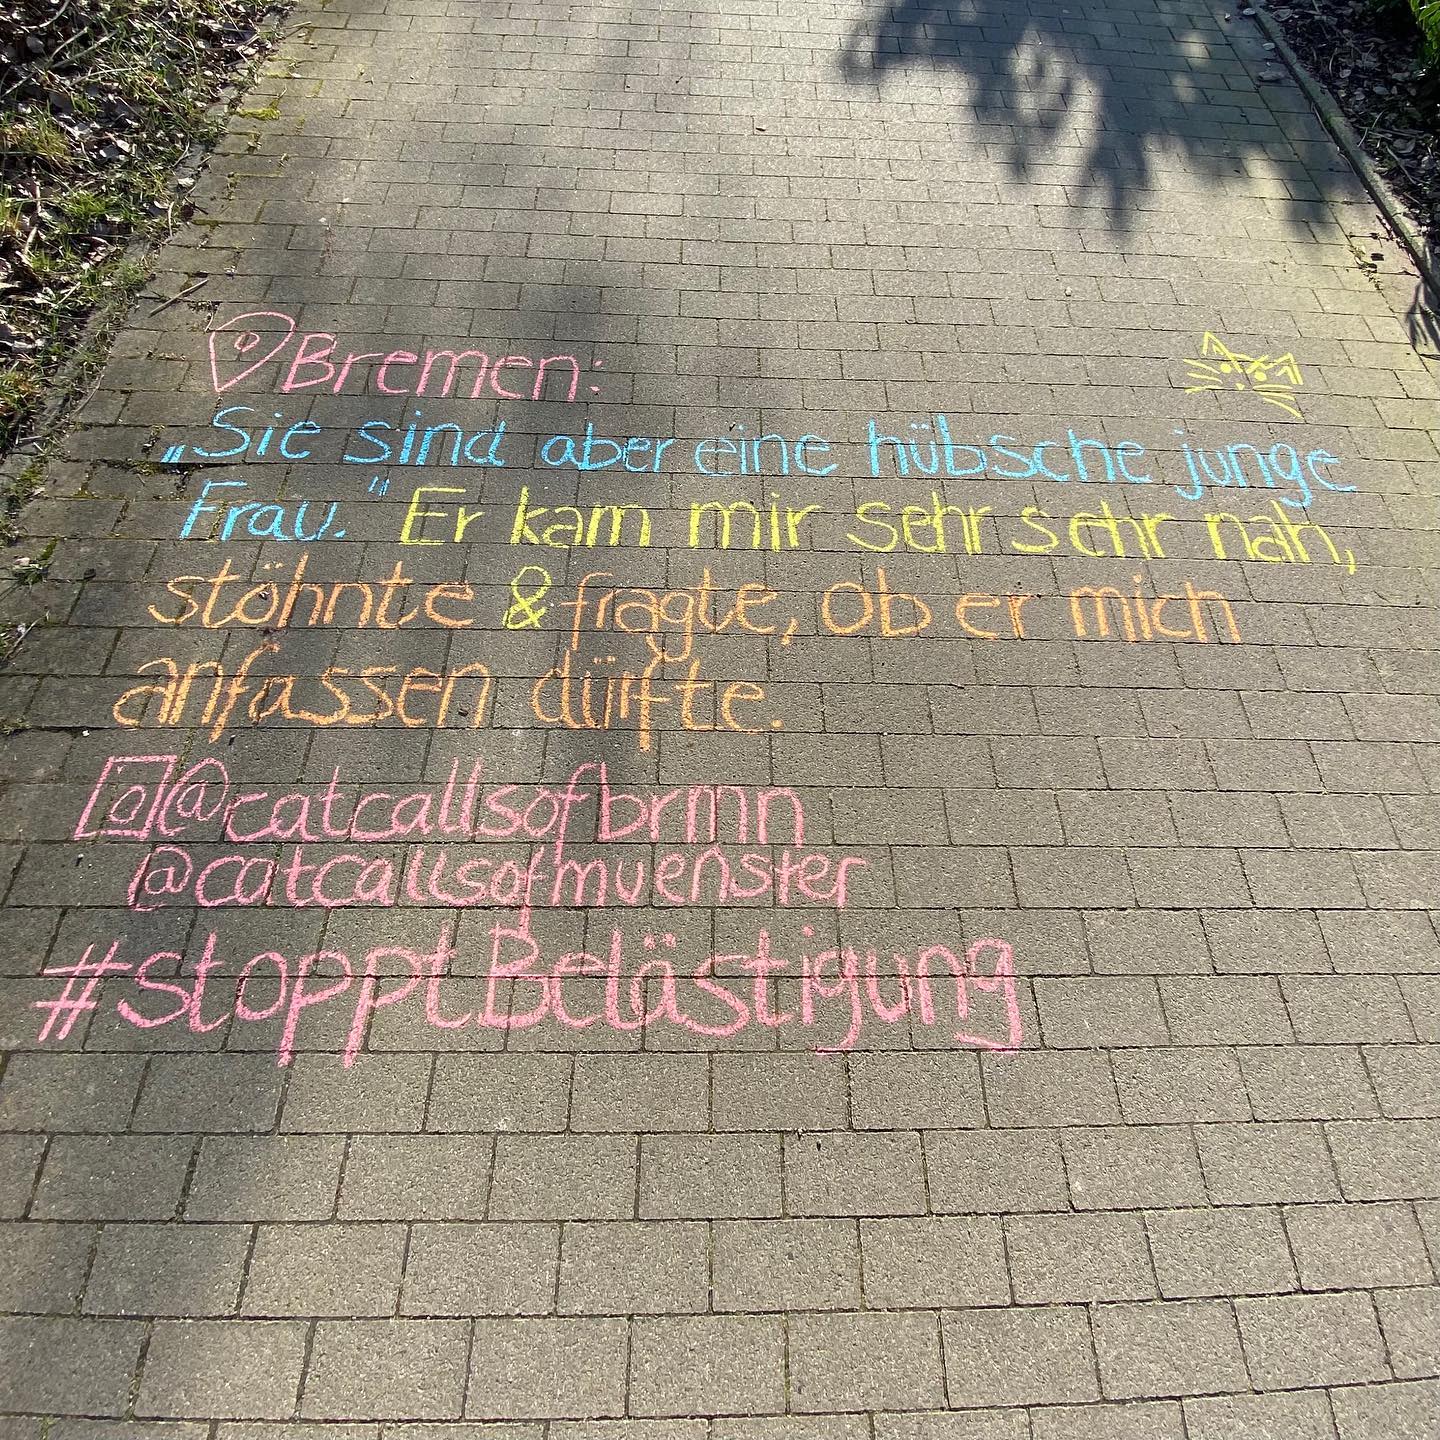 Bremen:
„Sie sind aber eine hübsche junge
Frau." Er kam mir sehr sehr nah,
stöhnte & fragte, ob er mich
anfassen dürfte.
@catcallsofbrmn
@catcallsofmuenster
#stopptBelästigung